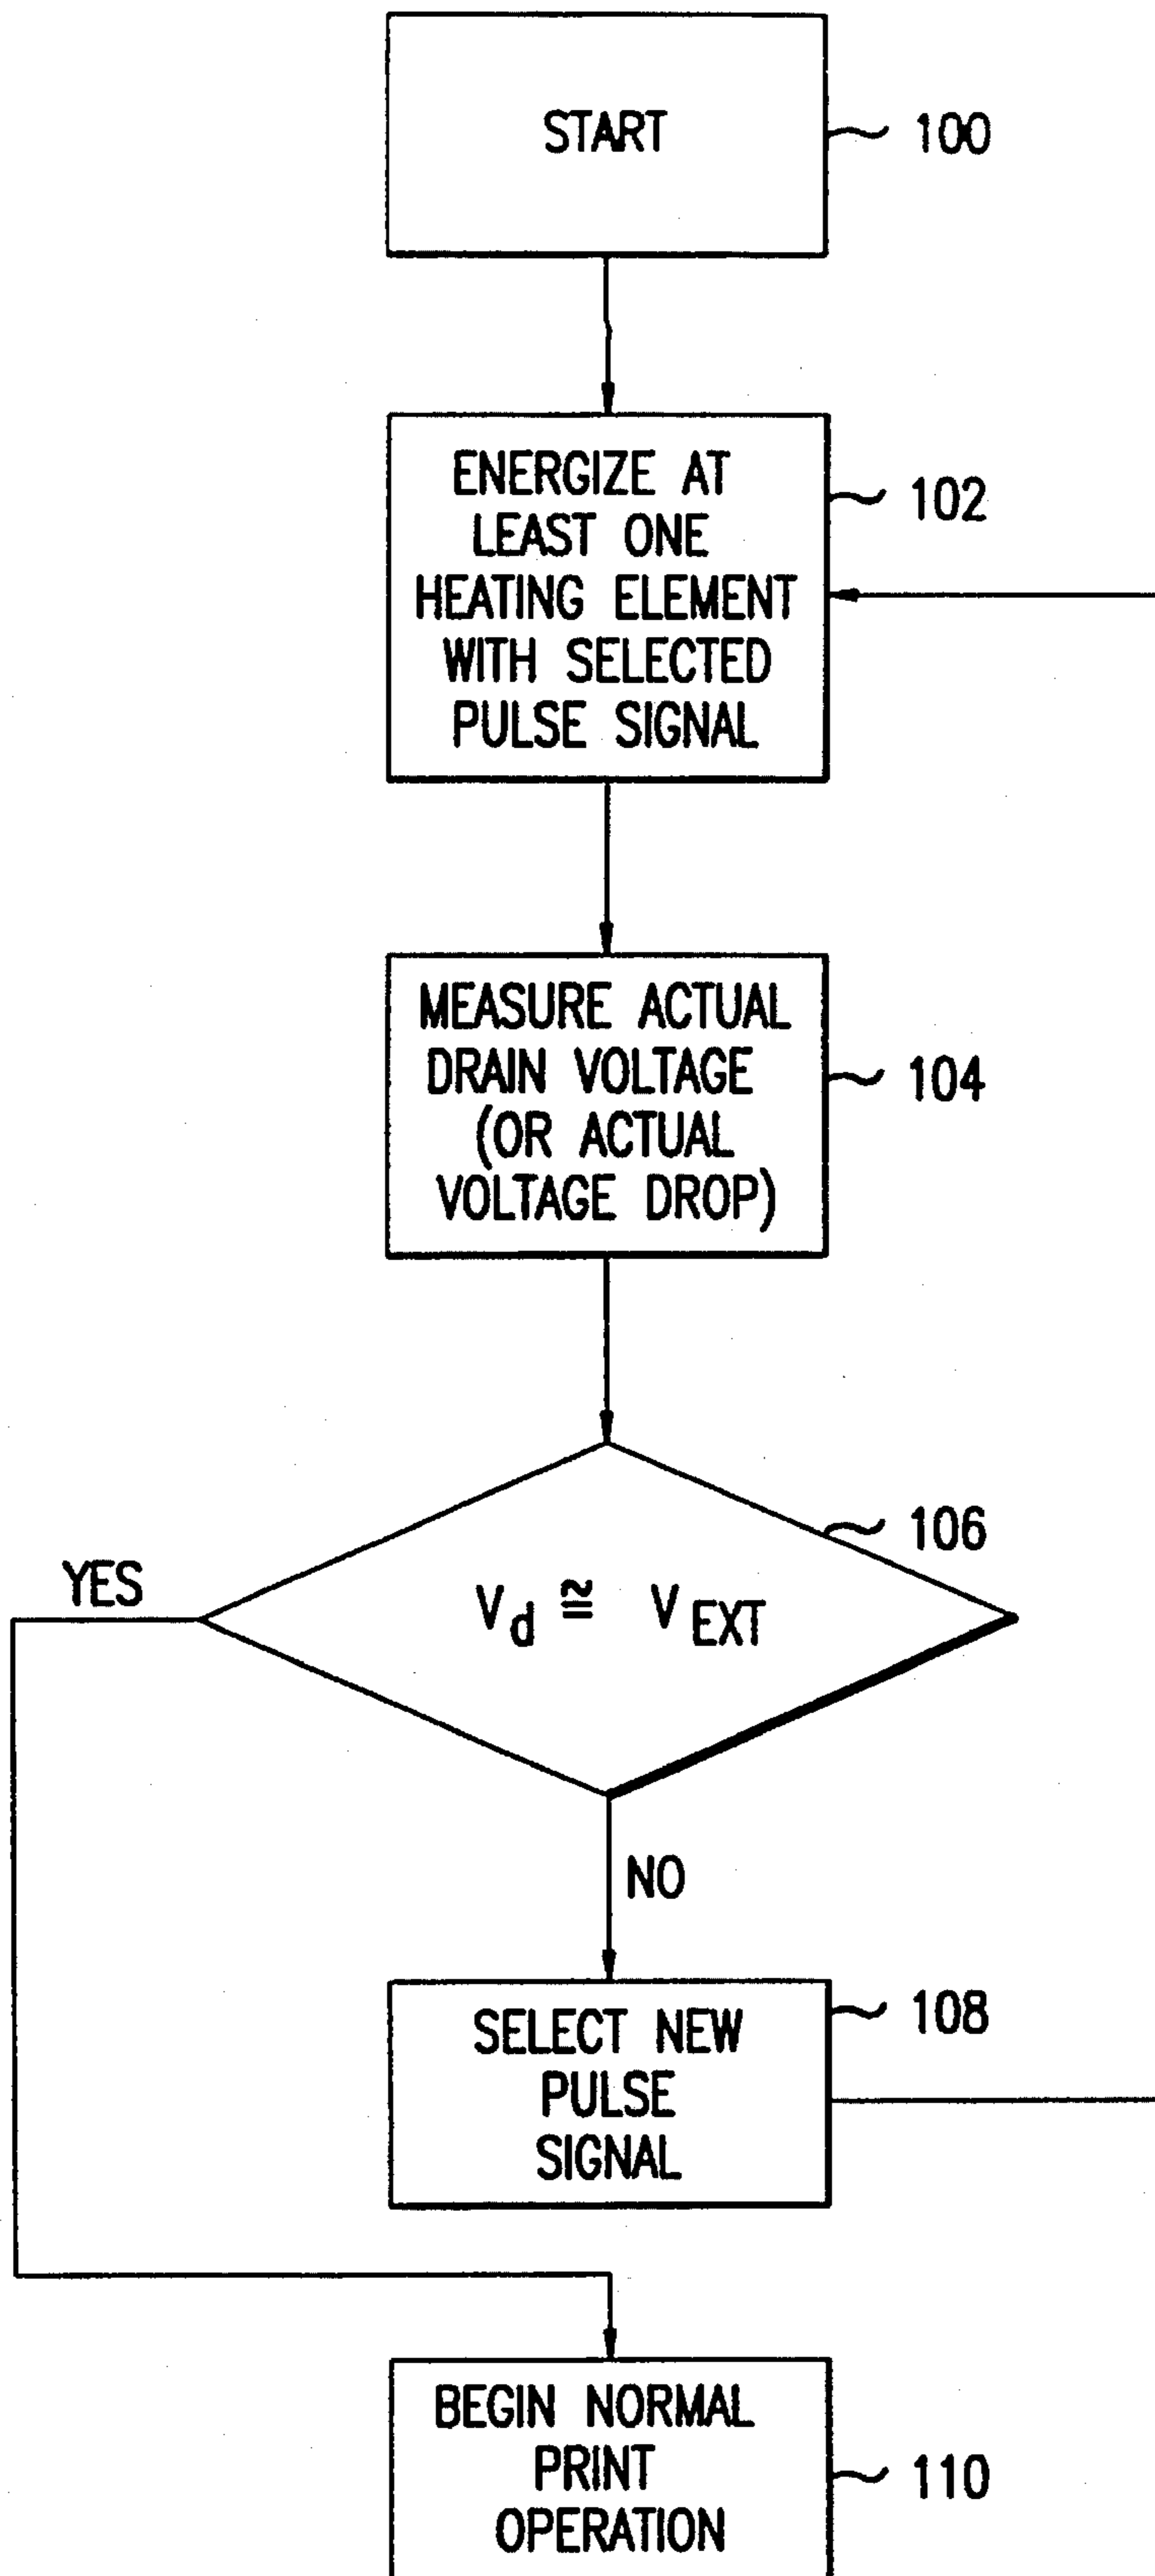 START
100
ENERGIZE AT
LEAST ONE
HEATING ELEMENT
WITH SELECTED
PULSE SIGNAL
102
MEASURE ACTUAL
DRAIN VOLTAGE
(OR ACTUAL
VOLTAGE DROP)
104
106
YES
Vd ≅ VEXT
NO
SELECT NEW
PULSE
SIGNAL
108
BEGIN NORMAL
PRINT
OPERATION
110